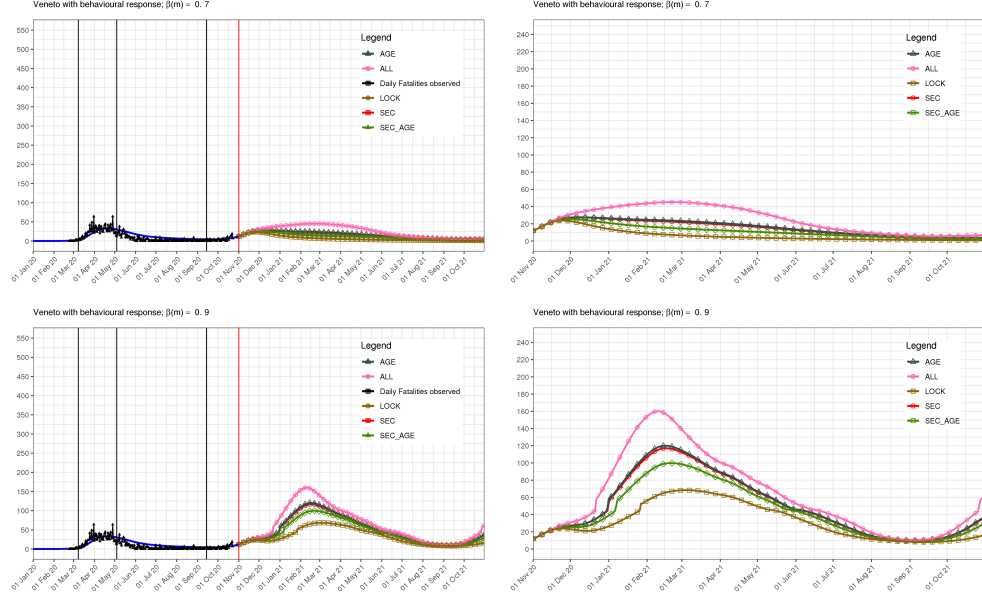 Veneto with behavioural response; β(m) = 0. 7
550
500
450
400
350
300
250
200
150
100
50
0
01 Jan 20
01 Feb 20
01 Mar 20
01 Apr 20
01 May 20
01 Jun 20
01 Jul 20
01 Aug 20
01 Sep 20
01 Oct 20
01 Nov 20
01 Dec 20
01 Jan 21
01 Feb 21
01 Mar 21
01 Apr 21
01 May 21
01 Jun 21
01 Jul 21
01 Aug 21
01 Sep 21
01 Oct 21
Legend
AGE
ALL
Daily Fatalities observed
LOCK
SEC
SEC_AGE
Veneto with behavioural response; β(m) = 0. 7
240
220
200
180
160
140
120
100
80
60
40
20
0
01 Nov 20
01 Dec 20
01 Jan 21
01 Feb 21
01 Mar 21
01 Apr 21
01 May 21
01 Jun 21
01 Jul 21
01 Aug 21
01 Sep 21
01 Oct 21
Legend
AGE
ALL
LOCK
SEC
SEC_AGE
Veneto with behavioural response; β(m) = 0. 9
550
500
450
400
350
300
250
200
150
100
50
0
01 Jan 20
01 Feb 20
01 Mar 20
01 Apr 20
01 May 20
01 Jun 20
01 Jul 20
01 Aug 20
01 Sep 20
01 Oct 20
01 Nov 20
01 Dec 20
01 Jan 21
01 Feb 21
01 Mar 21
01 Apr 21
01 May 21
01 Jun 21
01 Jul 21
01 Aug 21
01 Sep 21
01 Oct 21
Legend
AGE
ALL
Daily Fatalities observed
LOCK
SEC
SEC_AGE
Veneto with behavioural response; β(m) = 0. 9
240
220
200
180
160
140
120
100
80
60
40
20
0
01 Nov 20
01 Dec 20
01 Jan 21
01 Feb 21
01 Mar 21
01 Apr 21
01 May 21
01 Jun 21
01 Jul 21
01 Aug 21
01 Sep 21
01 Oct 21
Legend
AGE
ALL
LOCK
SEC
SEC_AGE